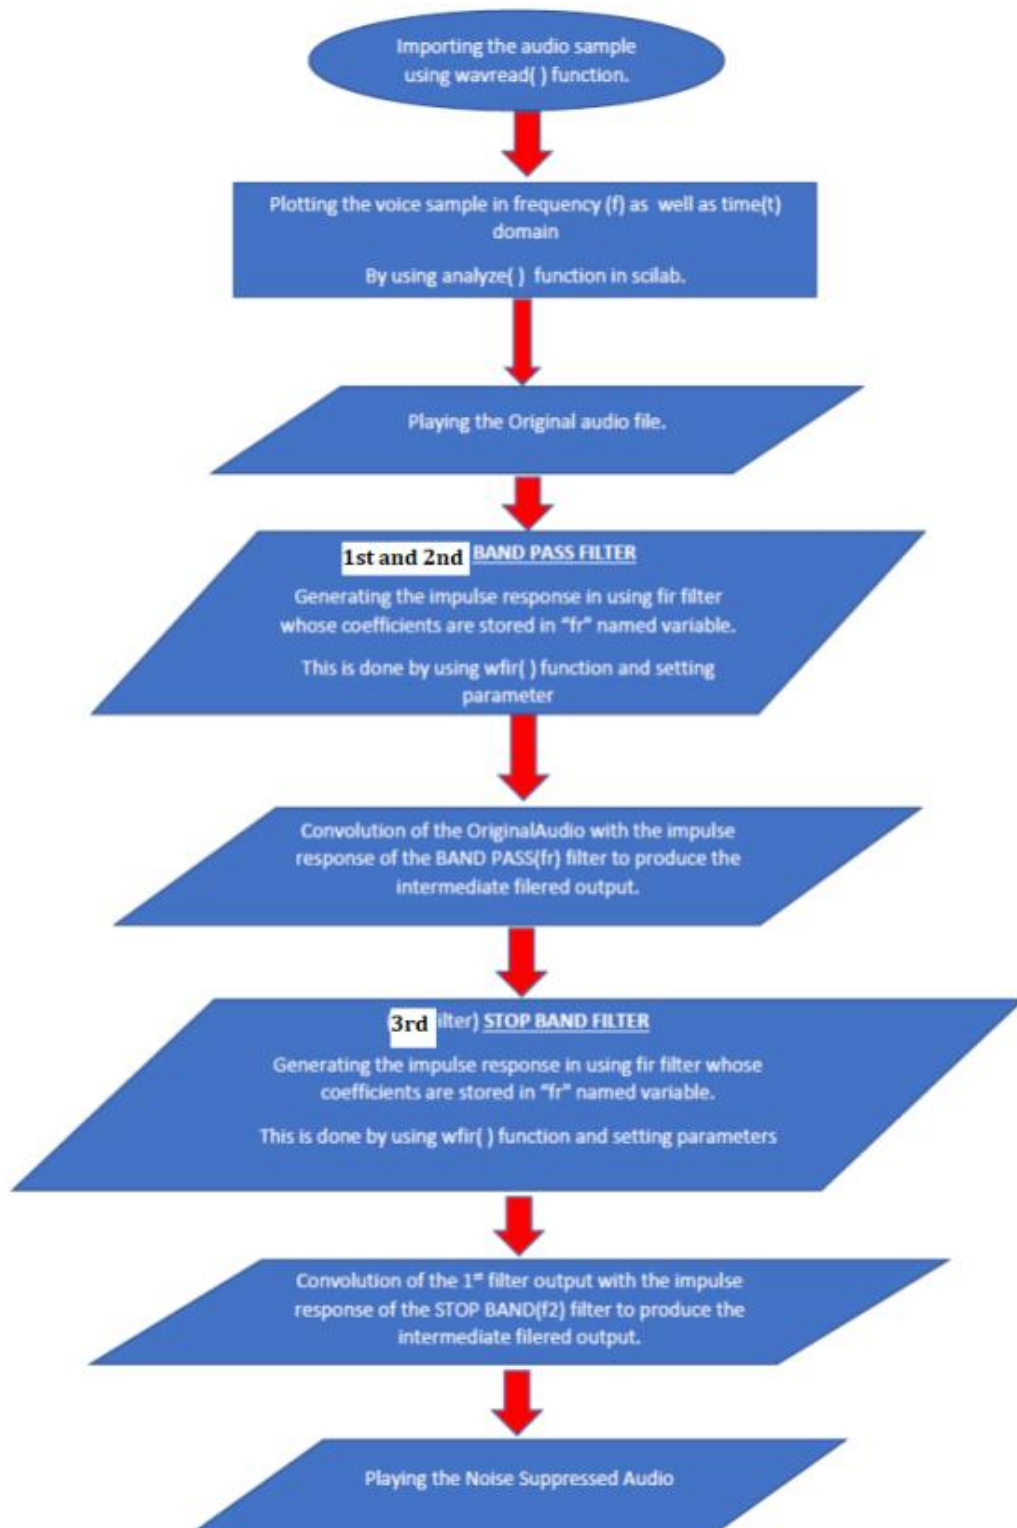 Importing the audio sample
using wavread( ) function.
Plotting the voice sample in frequency (f) as well as time(t)
domain
By using analyze( ) function in scilab.
Playing the Original audio file.
1st and 2nd BAND PASS FILTER
Generating the impulse response in using fir filter
whose coefficients are stored in “fr” named variable.
This is done by using wfir( ) function and setting
parameter
Convolution of the OriginalAudio with the impulse
response of the BAND PASS(fr) filter to produce the
intermediate filered output.
3rd ilter) STOP BAND FILTER
Generating the impulse response in using fir filter whose
coefficients are stored in “fr” named variable.
This is done by using wfir( ) function and setting parameters
Convolution of the 1st filter output with the impulse
response of the STOP BAND(f2) filter to produce the
intermediate filered output.
Playing the Noise Suppressed Audio